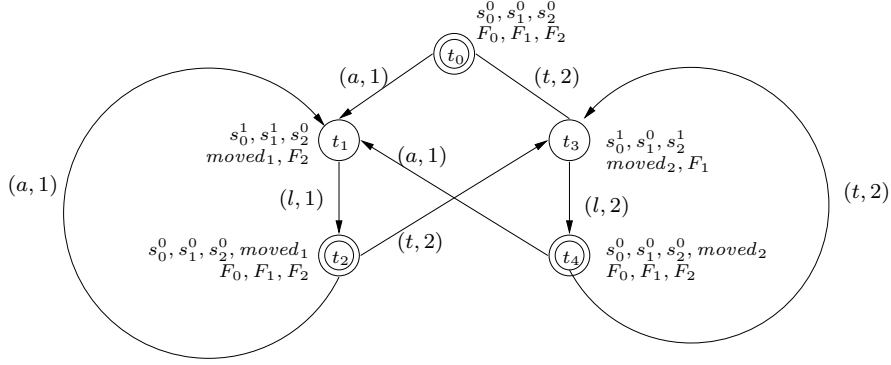 s_0^0, s_1^0, s_2^0
F_0, F_1, F_2
t_0
(a, 1)
(t, 2)
s_0^1, s_1^1, s_2^0
moved_1, F_2
t_1
(a, 1)
t_3
s_0^1, s_1^0, s_2^1
moved_2, F_1
(a, 1)
(t, 2)
(l, 1)
(l, 2)
(t, 2)
s_0^0, s_1^0, s_2^0, moved_1
F_0, F_1, F_2
t_2
t_4
s_0^0, s_1^0, s_2^0, moved_2
F_0, F_1, F_2